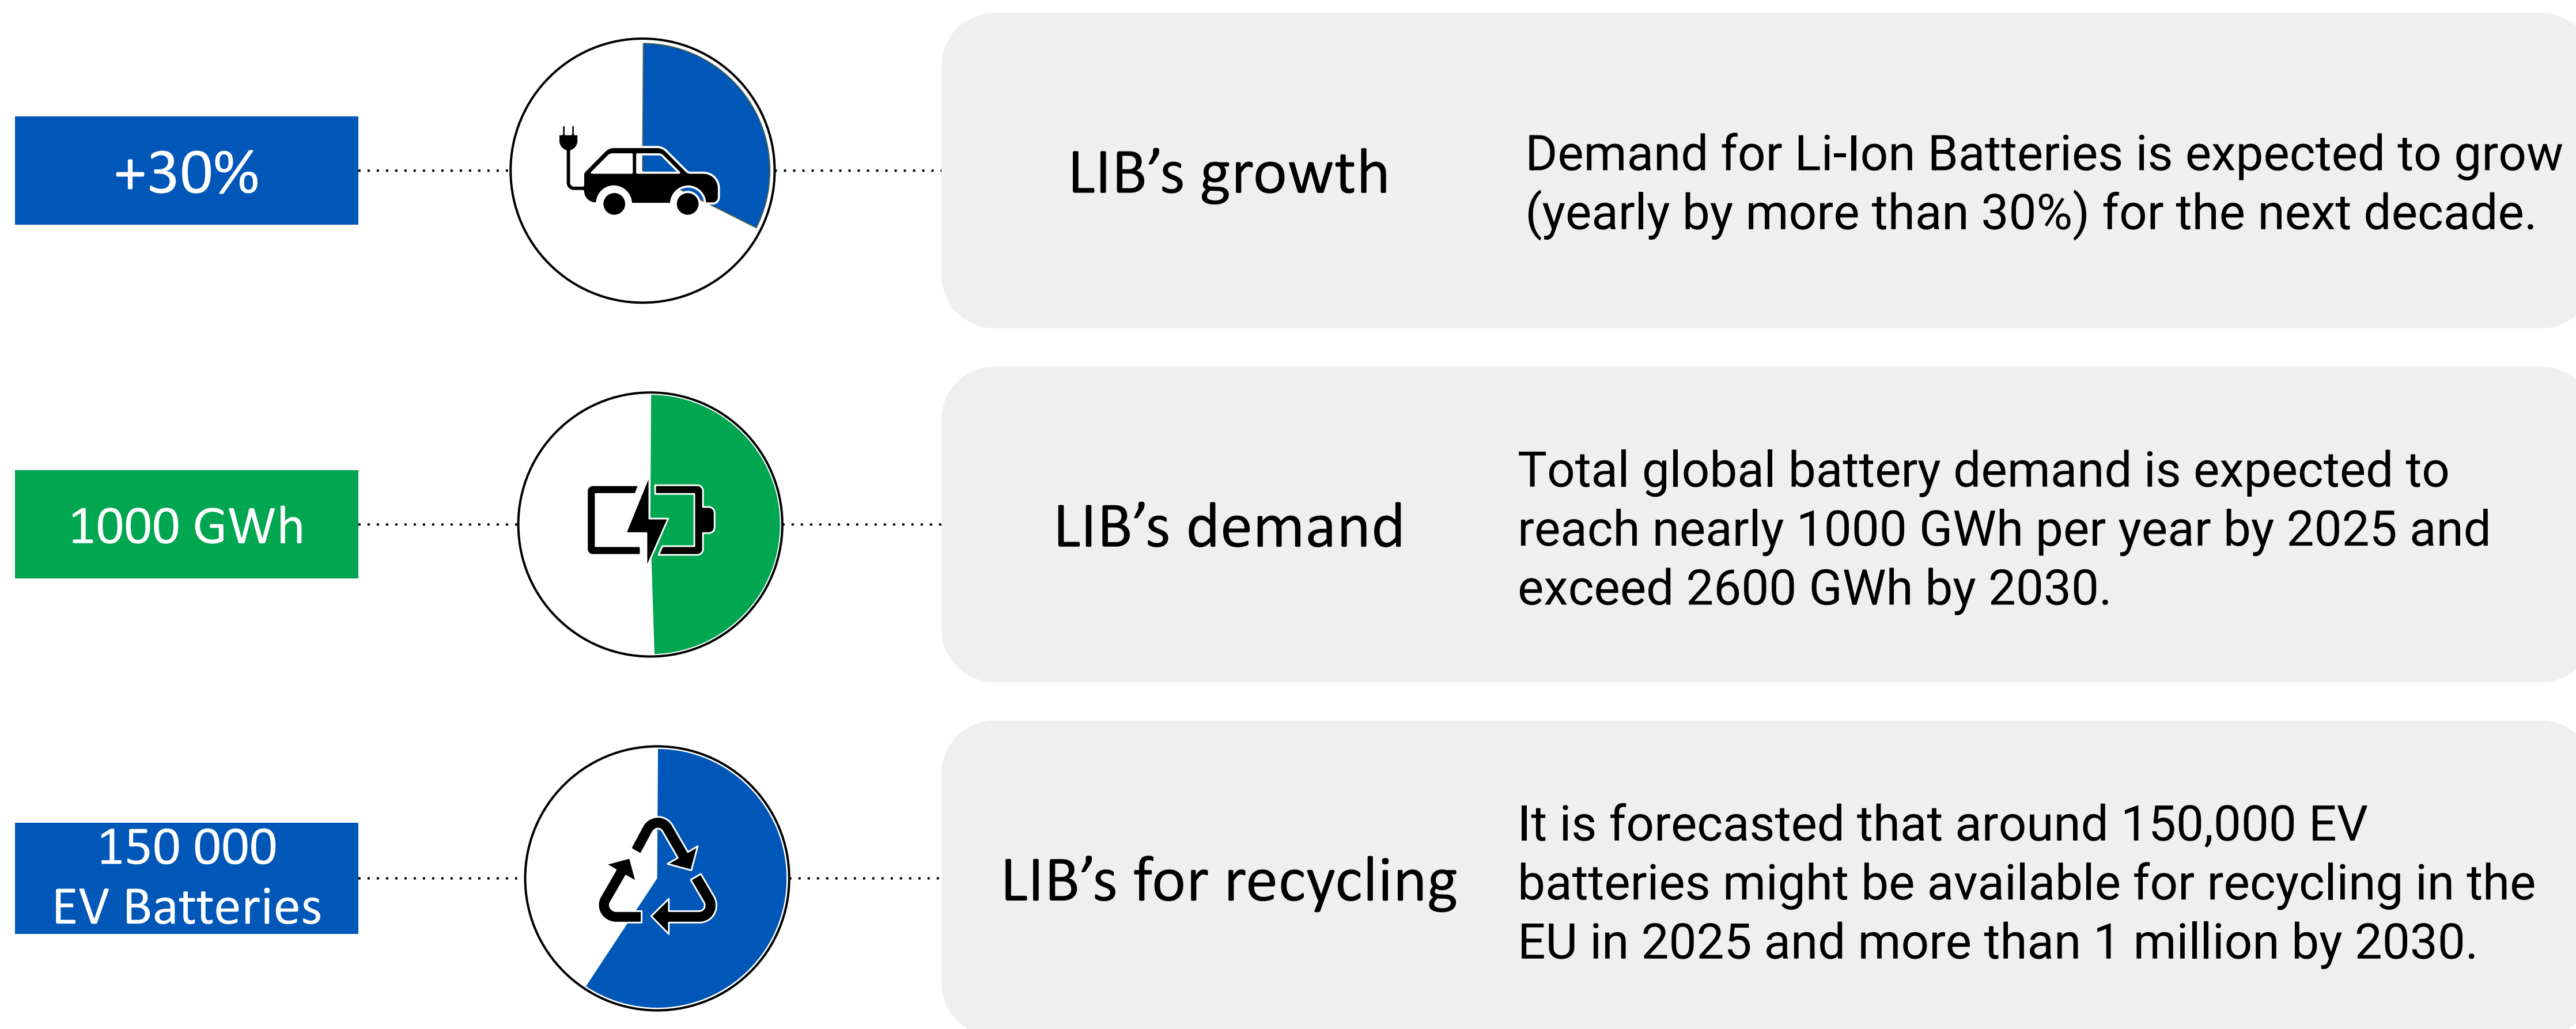 +30%
LIB’s growth
Demand for Li-Ion Batteries is expected to grow
(yearly by more than 30%) for the next decade.
1000 GWh
LIB’s demand
Total global battery demand is expected to
reach nearly 1000 GWh per year by 2025 and
exceed 2600 GWh by 2030.
150 000
EV Batteries
LIB’s for recycling
It is forecasted that around 150,000 EV
batteries might be available for recycling in the
EU in 2025 and more than 1 million by 2030.